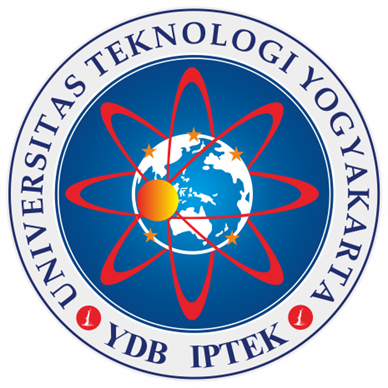 UNIVERSITAS TEKNOLOGI YOGYAKARTA
YDB IPTEK